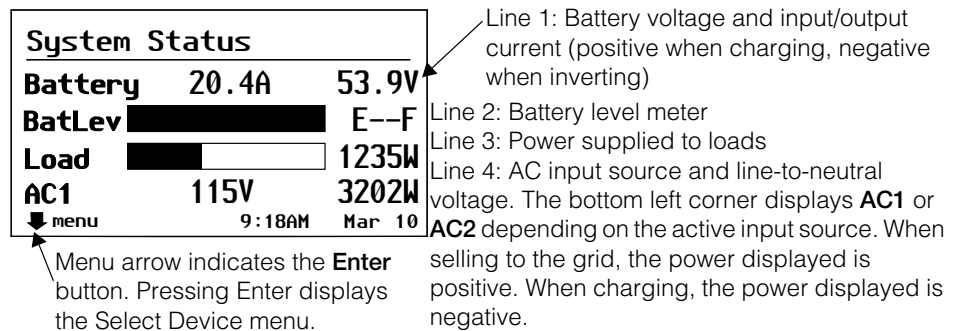 System Status
Battery 20.4A 53.9V
BatLev E--F
Load 1235W
AC1 115V 3202W
menu 9:18AM Mar 10
Menu arrow indicates the Enter
button. Pressing Enter displays
the Select Device menu.
Line 1: Battery voltage and input/output
current (positive when charging, negative
when inverting)
Line 2: Battery level meter
Line 3: Power supplied to loads
Line 4: AC input source and line-to-neutral
voltage. The bottom left corner displays AC1 or
AC2 depending on the active input source. When
selling to the grid, the power displayed is
positive. When charging, the power displayed is
negative.